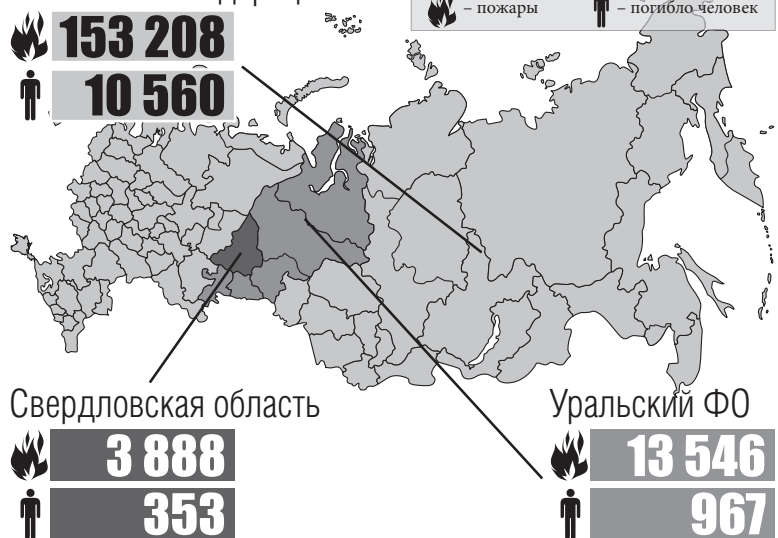 – пожары
– погибло человек
153 208
10 560
Свердловская область
3 888
353
Уральский ФО
13 546
967